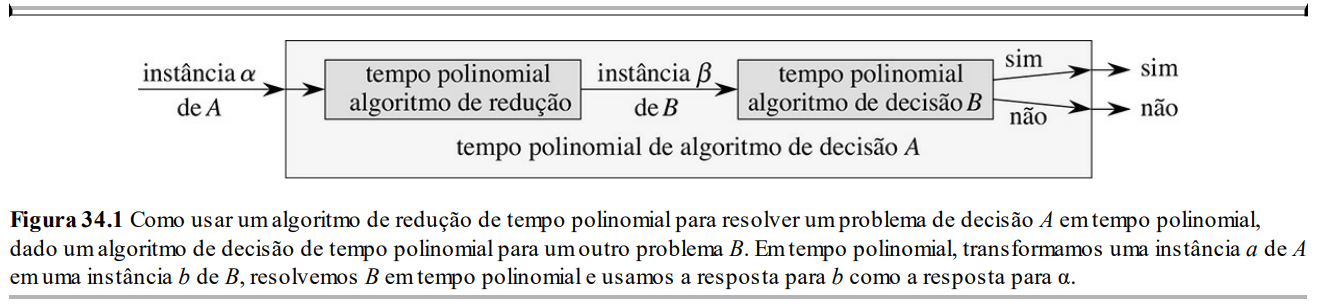 instância α
de A
tempo polinomial
algoritmo de redução
instância β
de B
tempo polinomial
algoritmo de decisão B
sim
não
sim
não
tempo polinomial de algoritmo de decisão A
Figura 34.1 Como usar um algoritmo de redução de tempo polinomial para resolver um problema de decisão A em tempo polinomial,
dado um algoritmo de decisão de tempo polinomial para um outro problema B. Em tempo polinomial, transformamos uma instância a de A
em uma instância b de B, resolvemos B em tempo polinomial e usamos a resposta para b como a resposta para α.